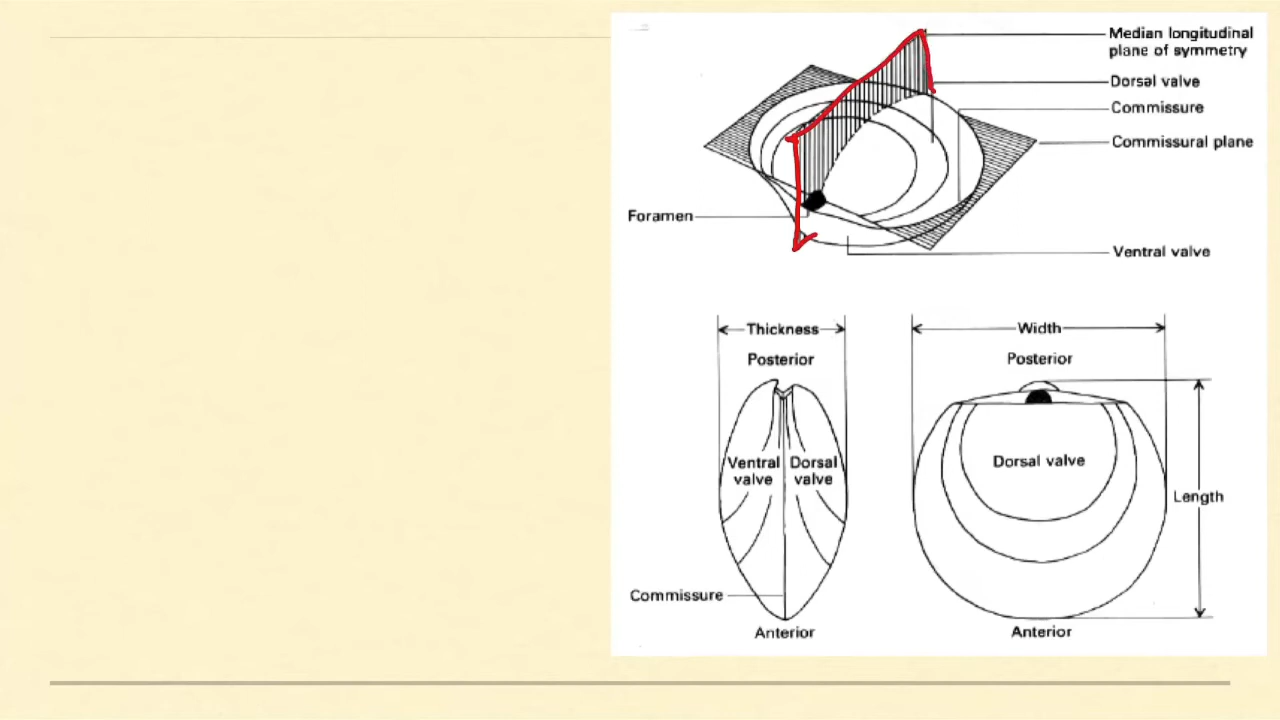 Median longitudinal
plane of symmetry
Dorsal valve
Commissure
Commissural plane
Foramen
Ventral valve
Thickness
Width
Posterior
Posterior
Ventral
valve
Dorsal
valve
Dorsal valve
Length
Commissure
Anterior
Anterior